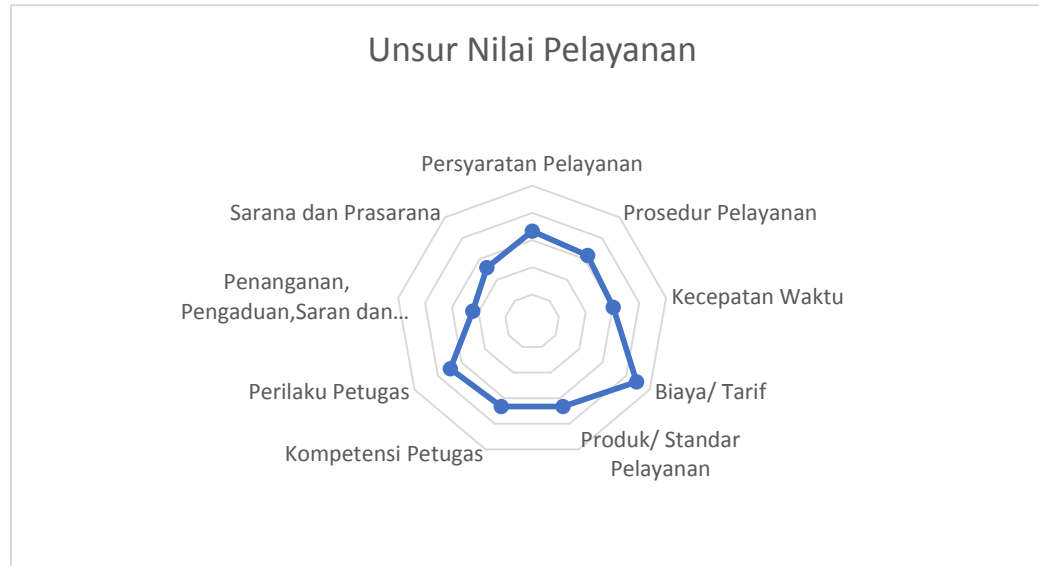 Unsur Nilai Pelayanan
Persyaratan Pelayanan
Prosedur Pelayanan
Kecepatan Waktu
Biaya/ Tarif
Produk/ Standar
Pelayanan
Kompetensi Petugas
Perilaku Petugas
Penanganan,
Pengaduan,Saran dan...
Sarana dan Prasarana